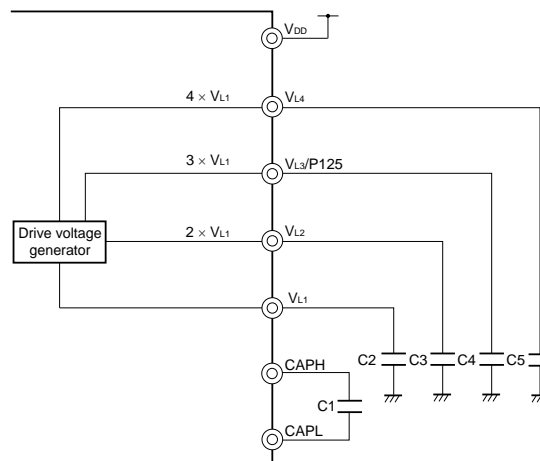 VDD
4 × VL1
VL4
3 × VL1
VL3/P125
Drive voltage
generator
2 × VL1
VL2
VL1
C2
C3
C4
C5
CAPH
C1
CAPL